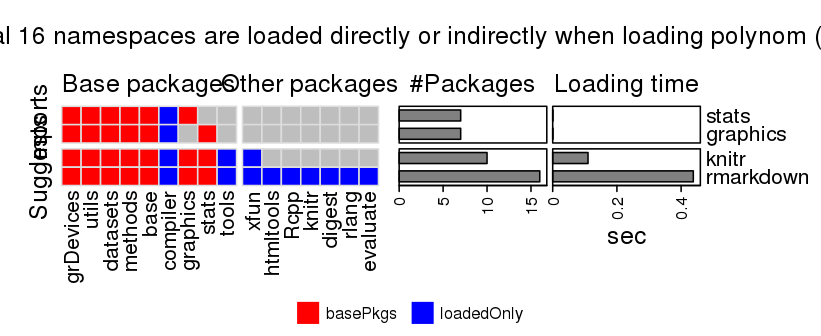 al 16 namespaces are loaded directly or indirectly when loading polynom (
Base packages Other packages #Packages Loading time
Imports
Suggests
stats
graphics
knitr
rmarkdown
grDevices utils datasets methods base compiler graphics stats tools xfun htmltools Rcpp knitr digest rlang evaluate
0 5 10 15 0 0.2 0.4
sec
basePkgs loadedOnly